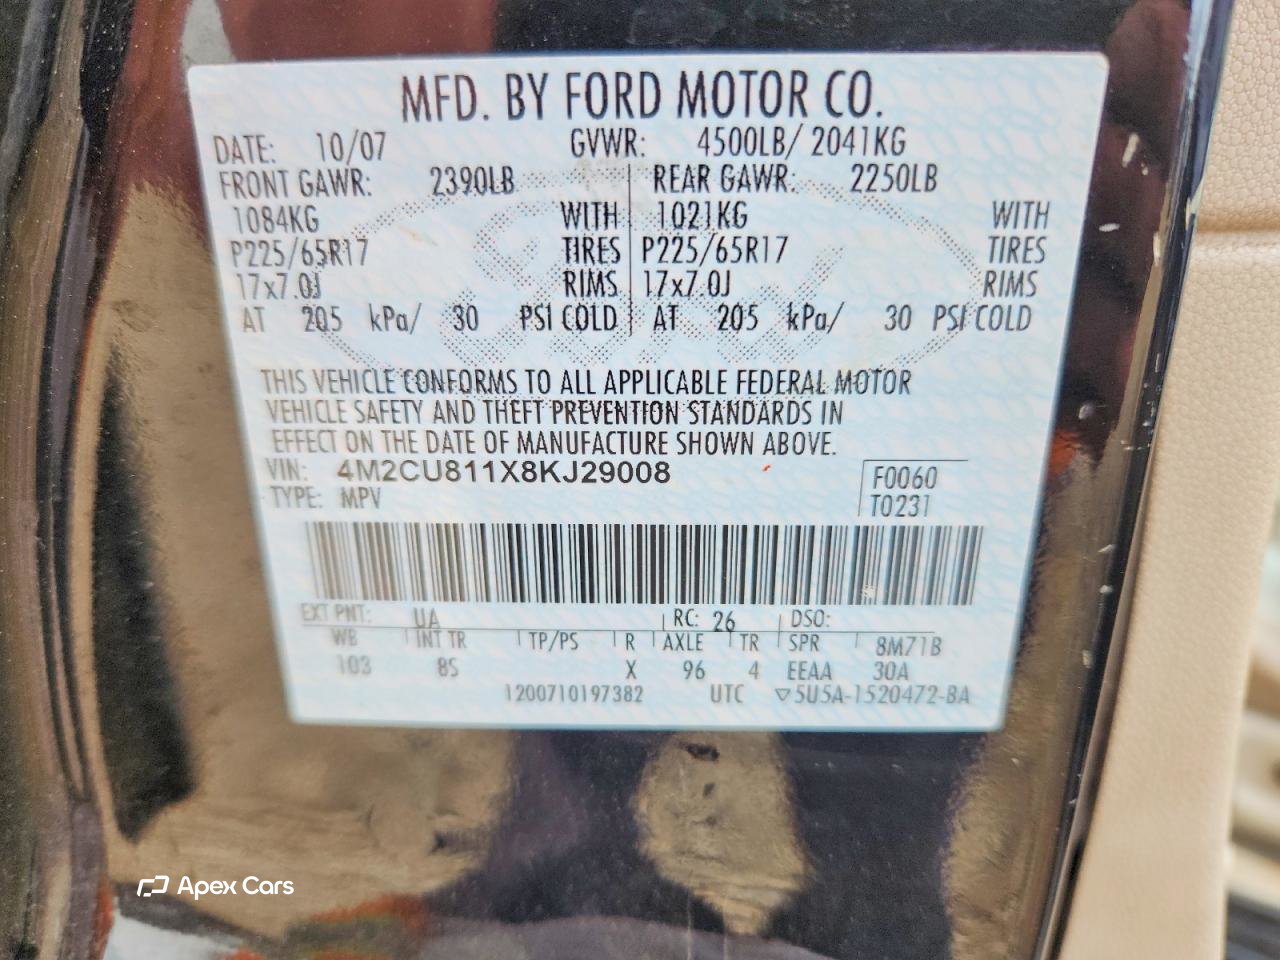 MFD. BY FORD MOTOR CO.
DATE: 10/07 GVWR: 4500LB/ 2041KG
FRONT GAWR: 2390LB REAR GAWR: 2250LB
1084KG WITH 1021KG WITH
P225/65R17 TIRES P225/65R17 TIRES
17x7.0J RIMS 17x7.0J RIMS
AT 205 kPa/ 30 PSI COLD AT 205 kPa/ 30 PSI COLD
THIS VEHICLE CONFORMS TO ALL APPLICABLE FEDERAL MOTOR
VEHICLE SAFETY AND THEFT PREVENTION STANDARDS IN
EFFECT ON THE DATE OF MANUFACTURE SHOWN ABOVE.
VIN: 4M2CU811X8KJ29008 F0060
TYPE: MPV T0231
EXT PNT: UA RC: 26 DSO:
WB INT TR TP/PS R AXLE TR SPR 8M71B
103 8S X 96 4 EEAA 30A
1200710197382 UTC ▽5U5A-1520472-BA
Apex Cars